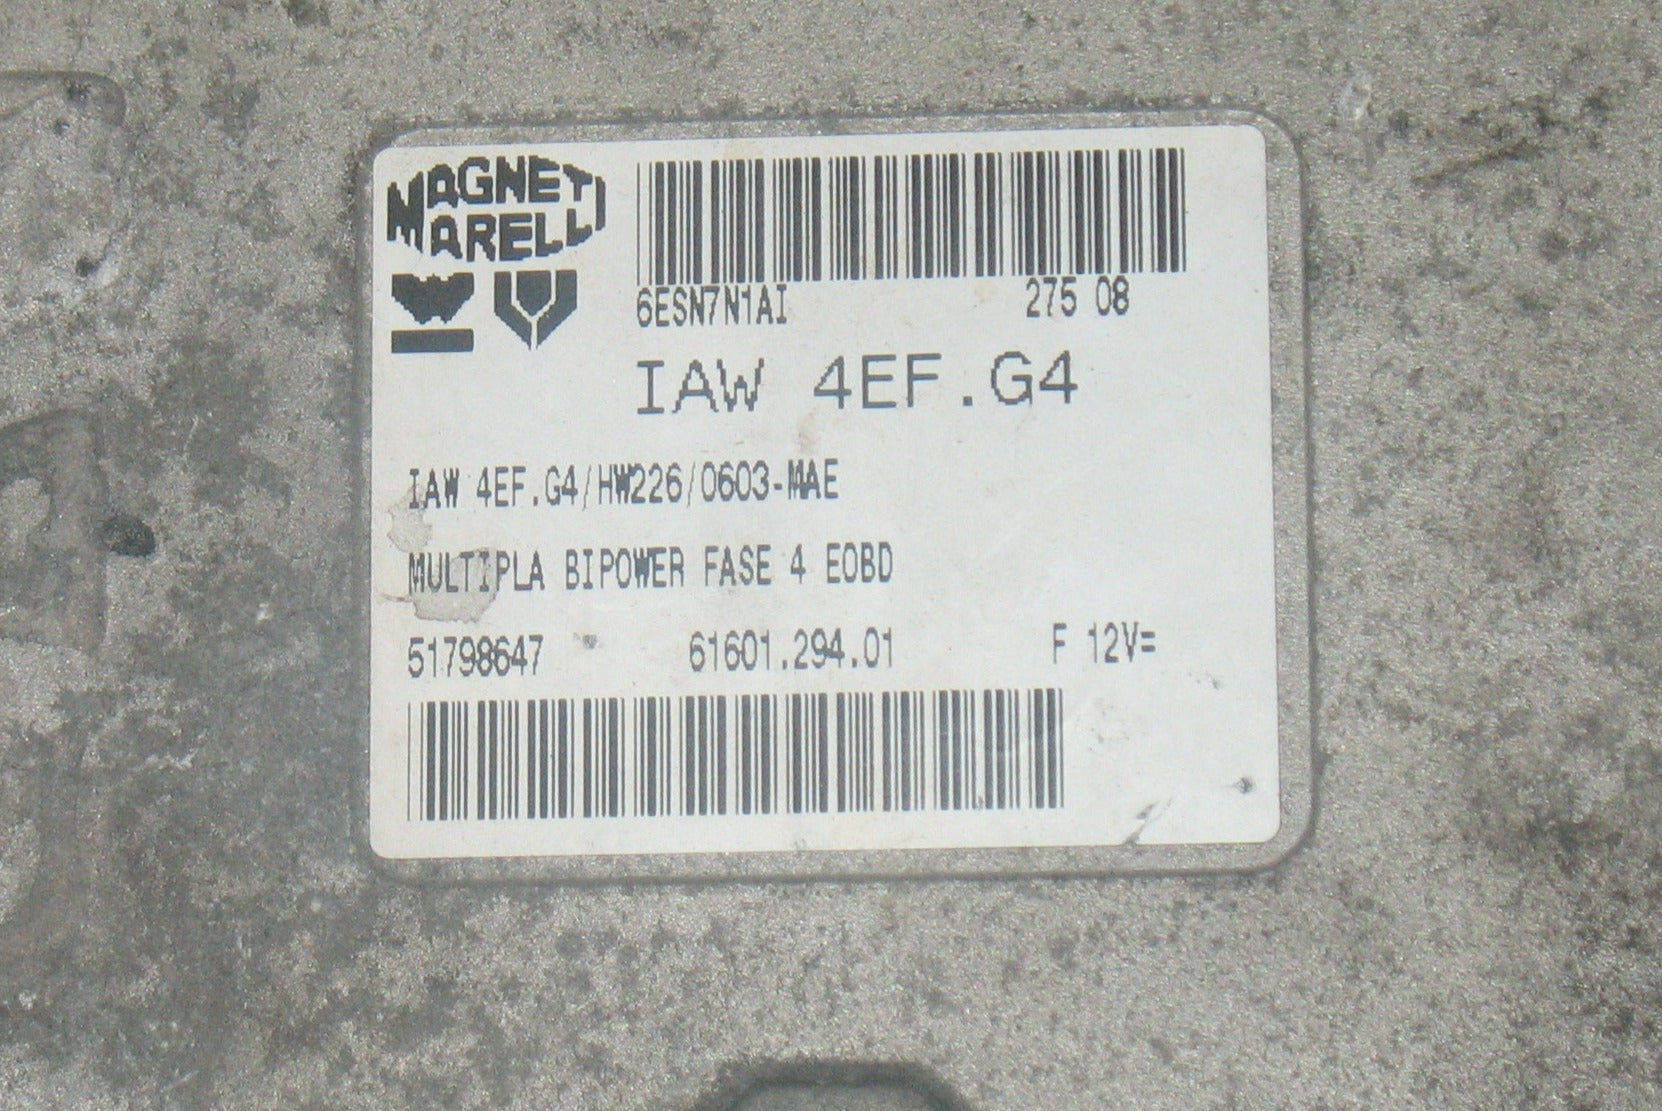 MAGNETI
MARELLI
6ESN7N1AI 275 08
IAW 4EF.G4
IAW 4EF.G4/HW226/0603-MAE
MULTIPLA BIPOWER FASE 4 EOBD
51798647 61601.294.01 F 12V=